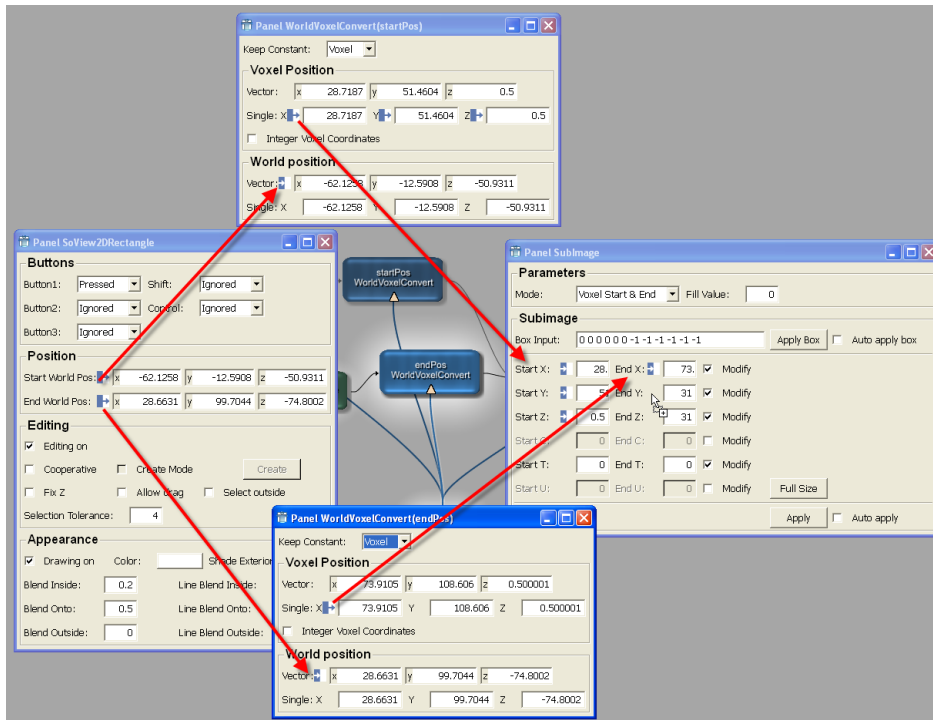 Panel WorldVoxelConvert(startPos)
Keep Constant: Voxel
Voxel Position
Vector: x 28.7187 y 51.4604 z 0.5
Single: X 28.7187 Y 51.4604 Z 0.5
Integer Voxel Coordinates
World position
Vector: x -62.1258 y -12.5908 z -50.9311
Single: X -62.1258 Y -12.5908 Z -50.9311
Panel SoView2DRectangle
Buttons
Button1: Pressed Shift: Ignored
Button2: Ignored Control: Ignored
Button3: Ignored
Position
Start World Pos: x -62.1258 y -12.5908 z -50.9311
End World Pos: x 28.6631 y 99.7044 z -74.8002
Editing
Editing on
Cooperative Create Mode Create
Fix Z Allow drag Select outside
Selection Tolerance: 4
Appearance
Drawing on Color: Shade Exterior
Blend Inside: 0.2 Line Blend Inside:
Blend Onto: 0.5 Line Blend Onto:
Blend Outside: 0 Line Blend Outside:
startPos
WorldVoxelConvert
endPos
WorldVoxelConvert
Panel SubImage
Parameters
Mode: Voxel Start & End Fill Value: 0
Subimage
Box Input: 0 0 0 0 0 0 -1 -1 -1 -1 -1 -1 Apply Box Auto apply box
Start X: 28. End X: 73. Modify
Start Y: End Y: 31 Modify
Start Z: 0.5 End Z: 31 Modify
Start C: 0 End C: 0 Modify
Start T: 0 End T: 0 Modify
Start U: 0 End U: 0 Modify Full Size
Apply Auto apply
Panel WorldVoxelConvert(endPos)
Keep Constant: Voxel
Voxel Position
Vector: x 73.9105 y 108.606 z 0.500001
Single: X 73.9105 Y 108.606 Z 0.500001
Integer Voxel Coordinates
World position
Vector: x 28.6631 y 99.7044 z -74.8002
Single: X 28.6631 Y 99.7044 Z -74.8002